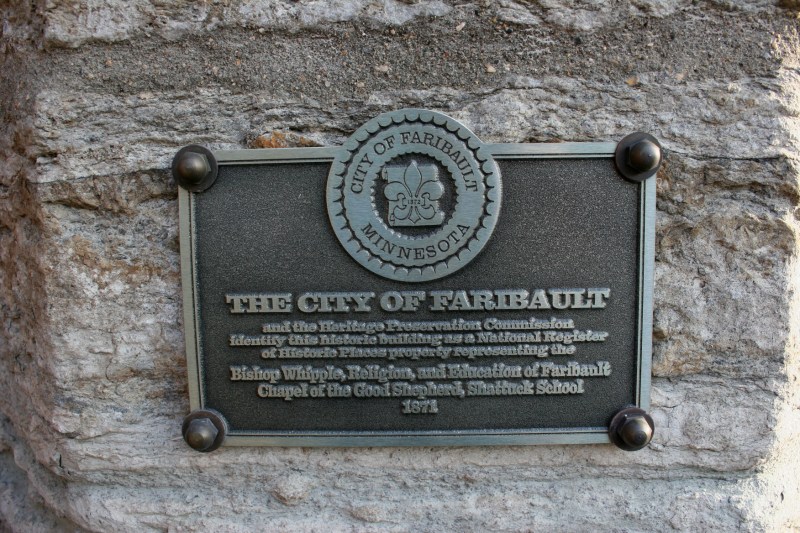 CITY OF FARIBAULT
1872
MINNESOTA
THE CITY OF FARIBAULT
and the Heritage Preservation Commission
identify this historic building as a National Register
of Historic Places property representing the
Bishop Whipple, Religion, and Education of Faribault
Chapel of the Good Shepherd, Shattuck School
1871